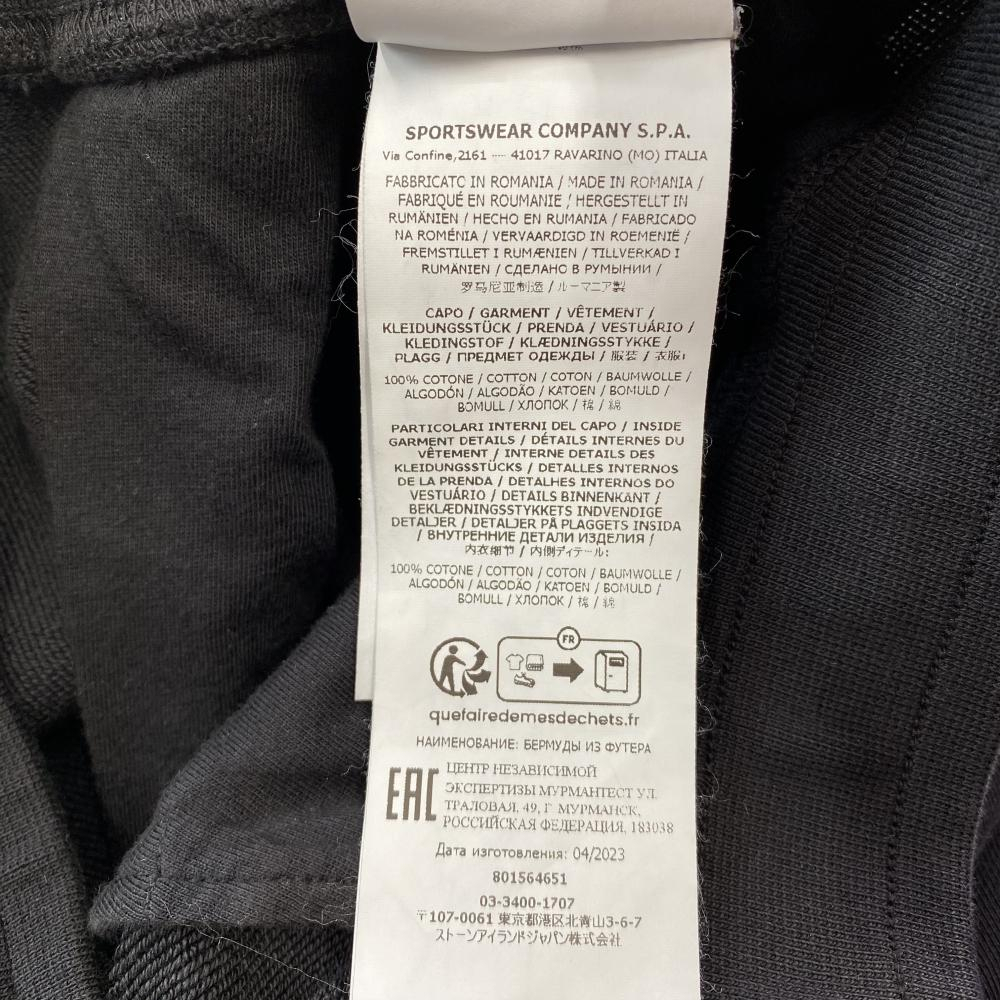 SPORTSWEAR COMPANY S.P.A.
Via Confine,2161 ---- 41017 RAVARINO (MO) ITALIA
FABBRICATO IN ROMANIA / MADE IN ROMANIA /
FABRIQUÉ EN ROUMANIE / HERGESTELLT IN
RUMÄNIEN / HECHO EN RUMANIA / FABRICADO
NA ROMÉNIA / VERVAARDIGD IN ROEMENIË /
FREMSTILLET I RUMÆNIEN / TILLVERKAD I
RUMÄNIEN / СДЕЛАНО В РУМЫНИИ /
罗马尼亚制造 / ルーマニア製
CAPO / GARMENT / VÊTEMENT /
KLEIDUNGSSTÜCK / PRENDA / VESTUÁRIO /
KLEDINGSTOF / KLÆDNINGSSTYKKE /
PLAGG / ПРЕДМЕТ ОДЕЖДЫ / 服装 / 衣服:
100% COTONE / COTTON / COTON / BAUMWOLLE /
ALGODÓN / ALGODÃO / KATOEN / BOMULD /
BOMULL / ХЛОПОК / 棉 / 綿
PARTICOLARI INTERNI DEL CAPO / INSIDE
GARMENT DETAILS / DÉTAILS INTERNES DU
VÊTEMENT / INTERNE DETAILS DES
KLEIDUNGSSTÜCKS / DETALLES INTERNOS
DE LA PRENDA / DETALHES INTERNOS DO
VESTUÁRIO / DETAILS BINNENKANT /
BEKLÆDNINGSSTYKKETS INDVENDIGE
DETALJER / DETALJER PÅ PLAGGETS INSIDA
/ ВНУТРЕННИЕ ДЕТАЛИ ИЗДЕЛИЯ /
内衣细节 / 内側ディテール:
100% COTONE / COTTON / COTON / BAUMWOLLE /
ALGODÓN / ALGODÃO / KATOEN / BOMULD /
BOMULL / ХЛОПОК / 棉 / 綿
FR
quefairedemesdechets.fr
НАИМЕНОВАНИЕ: БЕРМУДЫ ИЗ ФУТЕРА
EAC
ЦЕНТР НЕЗАВИСИМОЙ
ЭКСПЕРТИЗЫ МУРМАНТЕСТ УЛ.
ТРАЛОВАЯ, 49, Г. МУРМАНСК,
РОССИЙСКАЯ ФЕДЕРАЦИЯ, 183038
Дата изготовления: 04/2023
801564651
03-3400-1707
〒107-0061 東京都港区北青山3-6-7
ストーンアイランドジャパン株式会社